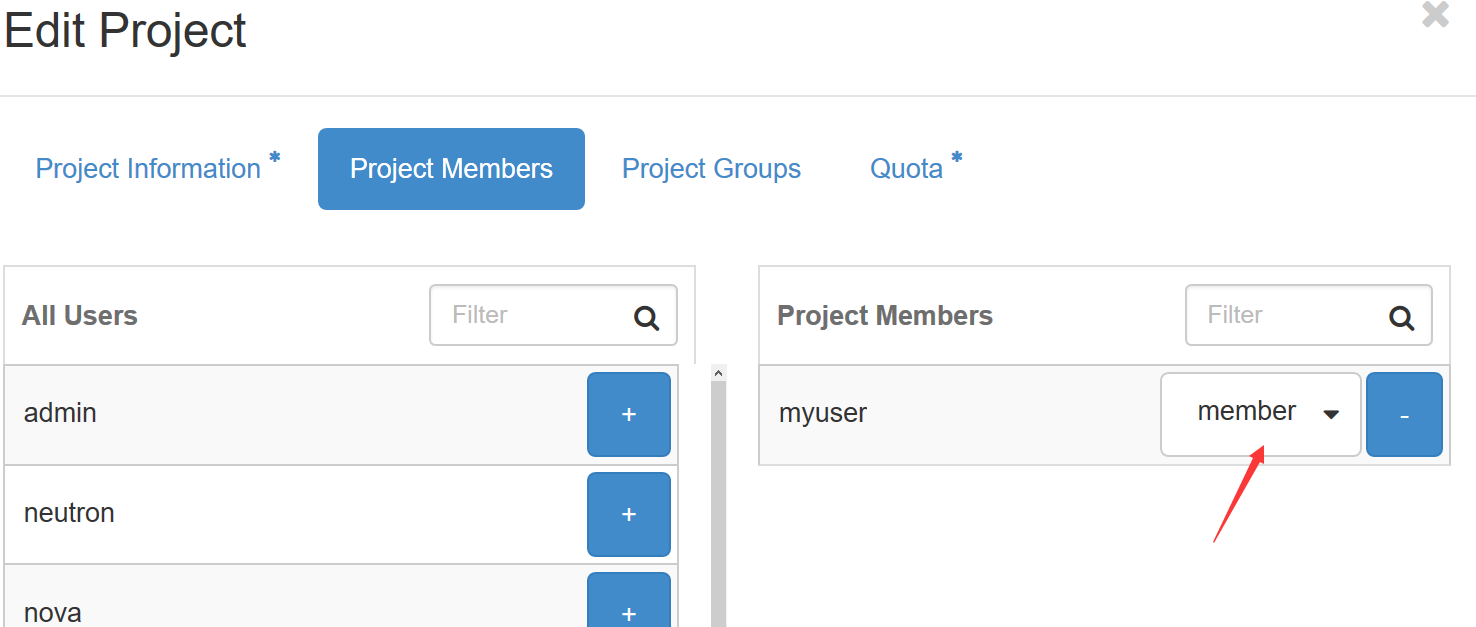 Edit Project
Project Information *
Project Members
Project Groups
Quota *
All Users
Filter
Project Members
Filter
admin
+
myuser
member
-
neutron
+
nova
+